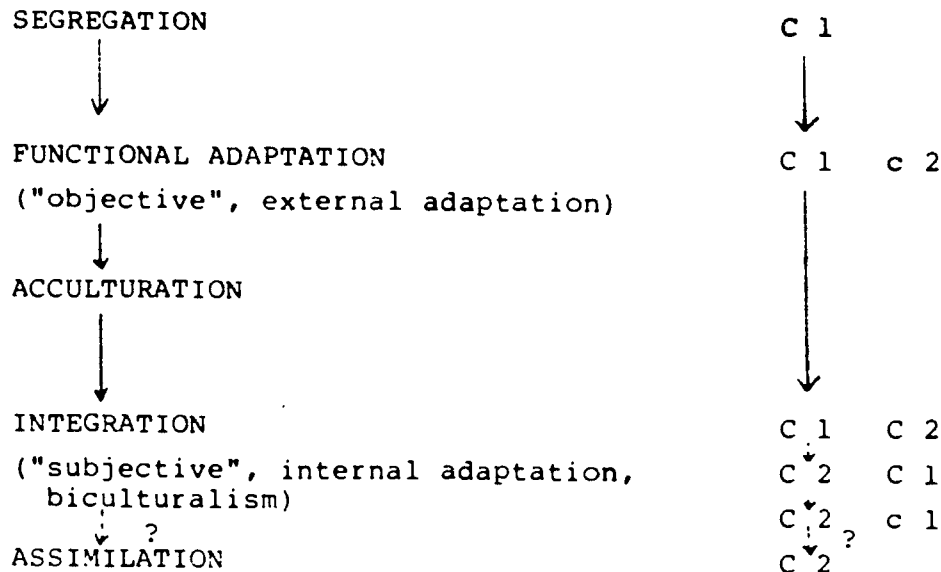 SEGREGATION C 1
FUNCTIONAL ADAPTATION C 1 c 2
("objective", external adaptation)
ACCULTURATION
INTEGRATION C 1 C 2
("subjective", internal adaptation, C 2 C 1
biculturalism)
C 2 c 1
? ?
ASSIMILATION C 2